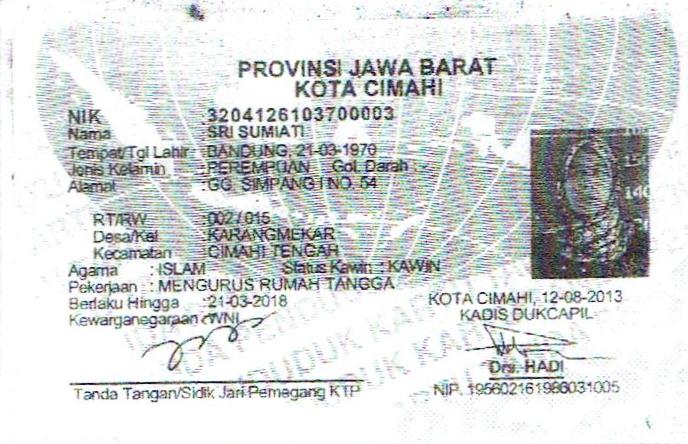 PROVINSI JAWA BARAT
KOTA CIMAHI
NIK : 3204126103700003
Nama : SRI SUMIATI
Tempat/Tgl Lahir : BANDUNG, 21-03-1970
Jenis Kelamin : PEREMPUAN Gol. Darah :
Alamat : GG. SIMPANG I NO. 54
RT/RW : 002 / 015
Desa/Kel : KARANGMEKAR
Kecamatan : CIMAHI TENGAH
Agama : ISLAM Status Kawin : KAWIN
Pekerjaan : MENGURUS RUMAH TANGGA
Berlaku Hingga : 21-03-2018
Kewarganegaraan : WNI
KOTA CIMAHI, 12-08-2013
KADIS DUKCAPIL
Drs. HADI
NIP. 195602161986031005
Tanda Tangan/Sidik Jari Pemegang KTP